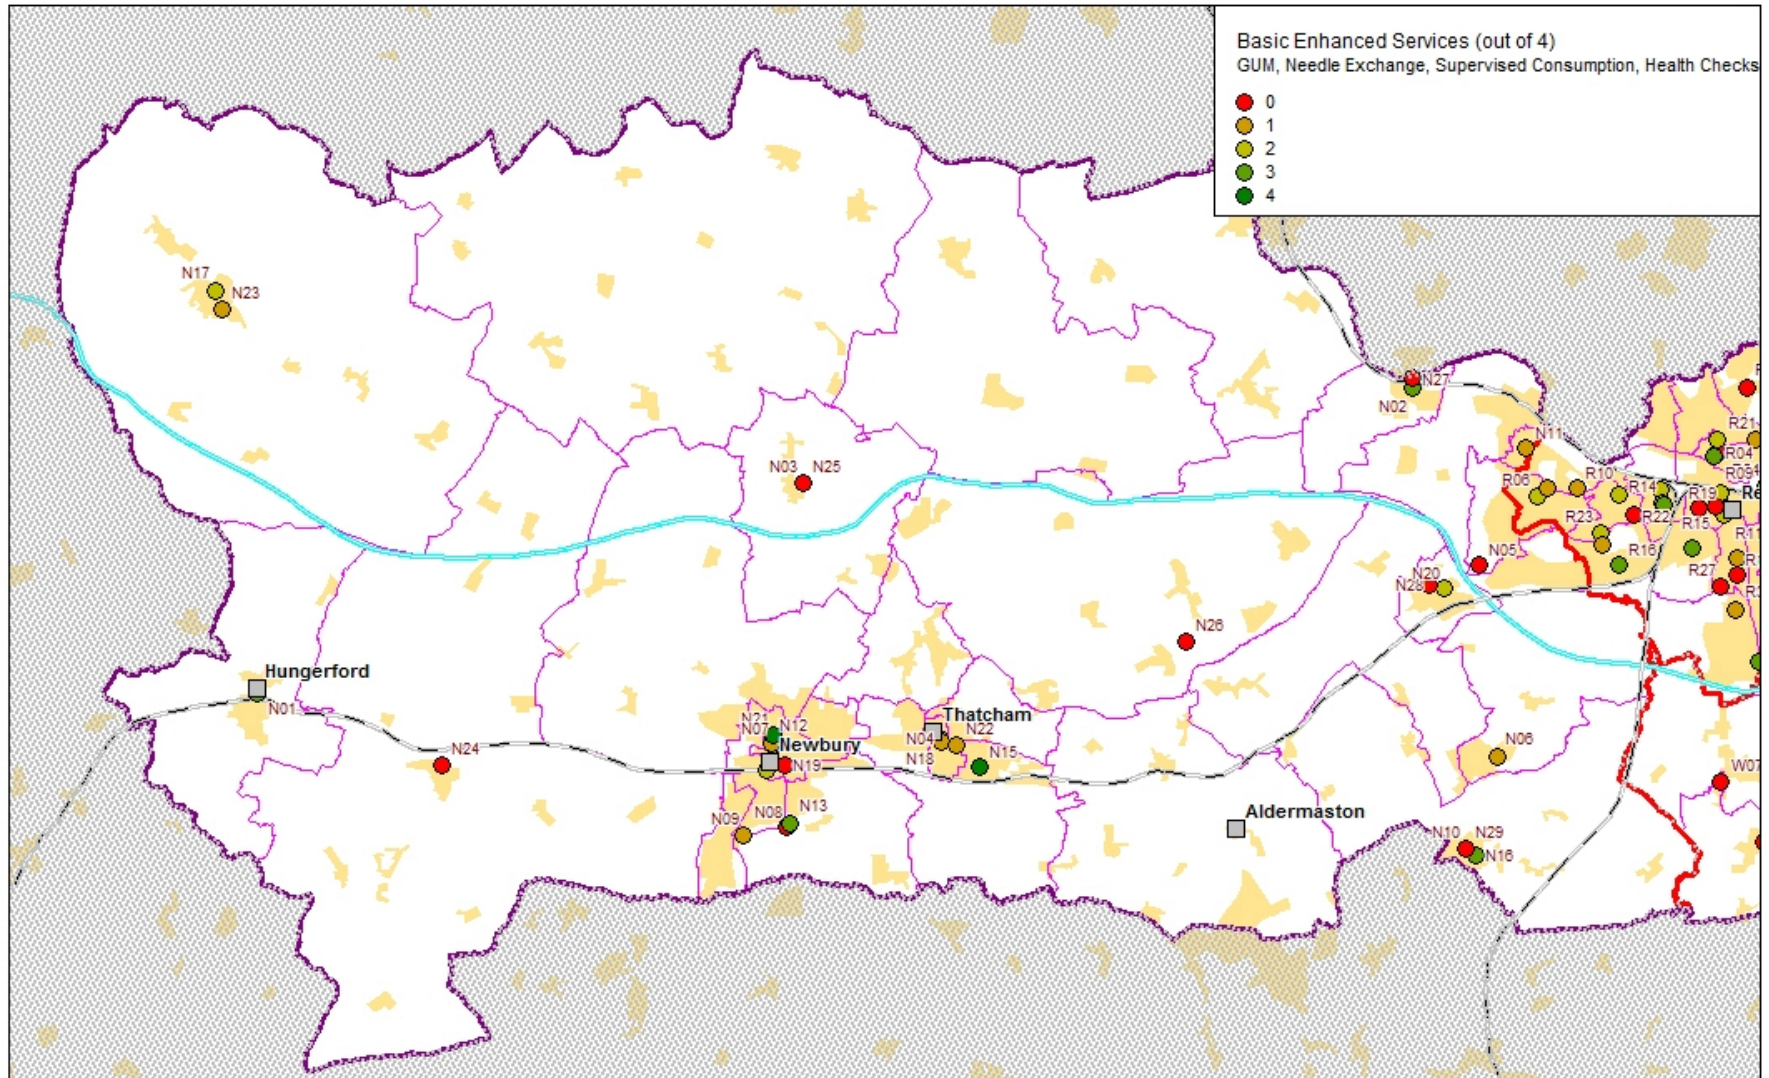 Basic Enhanced Services (out of 4)
GUM, Needle Exchange, Supervised Consumption, Health Checks
0
1
2
3
4
N17
N23
N27
N02
N11
R21
R04
N03 N25
R06
R10
R14
R19
R23
R22
R15
R16
R27
N05
N20
N28
N26
Hungerford
N01
N24
N21
N07
N12
Newbury
N19
Thatcham
N04
N22
N18
N15
N06
N08
N13
N09
Aldermaston
N10
N29
N16
W07